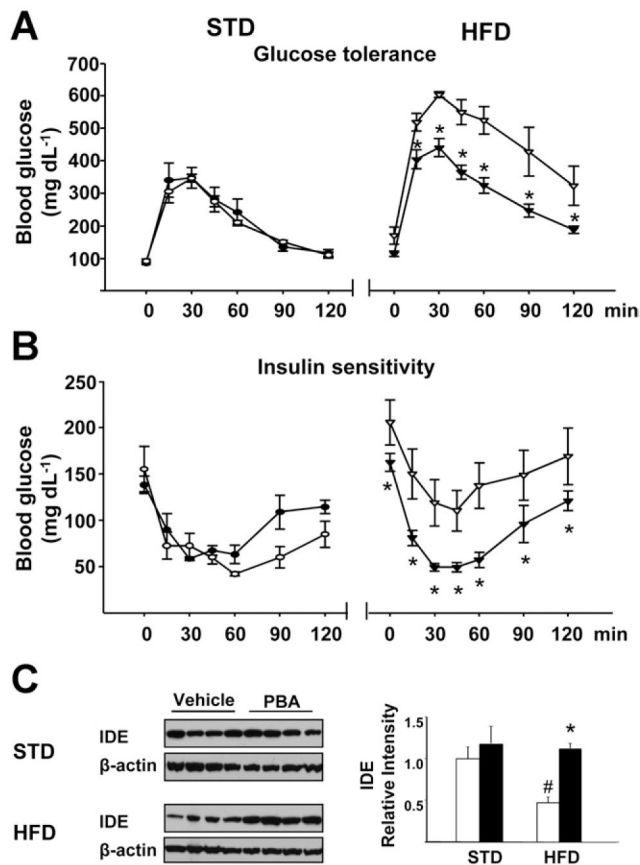 A
STD HFD
Glucose tolerance
Blood glucose
(mg dL-1)
700
600
500
400
300
200
100
* * * * * *
0 30 60 90 120 0 30 60 90 120 min
B
Insulin sensitivity
Blood glucose
(mg dL-1)
250
200
150
100
50
* * * * * * *
0 30 60 90 120 0 30 60 90 120 min
C
Vehicle PBA
STD
IDE
β-actin
HFD
IDE
β-actin
IDE
Relative Intensity
1.5
1.0
0.5
# *
STD HFD